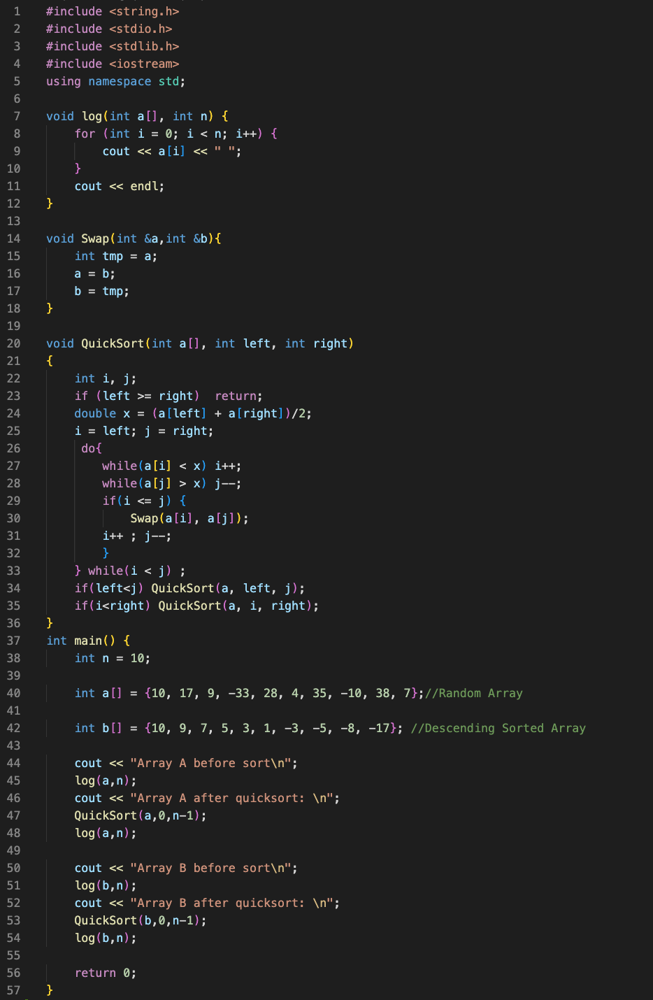 1 #include <string.h>
2 #include <stdio.h>
3 #include <stdlib.h>
4 #include <iostream>
5 using namespace std;
6
7 void log(int a[], int n) {
8     for (int i = 0; i < n; i++) {
9         cout << a[i] << " ";
10     }
11     cout << endl;
12 }
13
14 void Swap(int &a,int &b){
15     int tmp = a;
16     a = b;
17     b = tmp;
18 }
19
20 void QuickSort(int a[], int left, int right)
21 {
22     int i, j;
23     if (left >= right)  return;
24     double x = (a[left] + a[right])/2;
25     i = left; j = right;
26      do{
27         while(a[i] < x) i++;
28         while(a[j] > x) j--;
29         if(i <= j) {
30             Swap(a[i], a[j]);
31         i++ ; j--;
32         }
33     } while(i < j) ;
34     if(left<j) QuickSort(a, left, j);
35     if(i<right) QuickSort(a, i, right);
36 }
37 int main() {
38     int n = 10;
39
40     int a[] = {10, 17, 9, -33, 28, 4, 35, -10, 38, 7};//Random Array
41
42     int b[] = {10, 9, 7, 5, 3, 1, -3, -5, -8, -17}; //Descending Sorted Array
43
44     cout << "Array A before sort\n";
45     log(a,n);
46     cout << "Array A after quicksort: \n";
47     QuickSort(a,0,n-1);
48     log(a,n);
49
50     cout << "Array B before sort\n";
51     log(b,n);
52     cout << "Array B after quicksort: \n";
53     QuickSort(b,0,n-1);
54     log(b,n);
55
56     return 0;
57 }